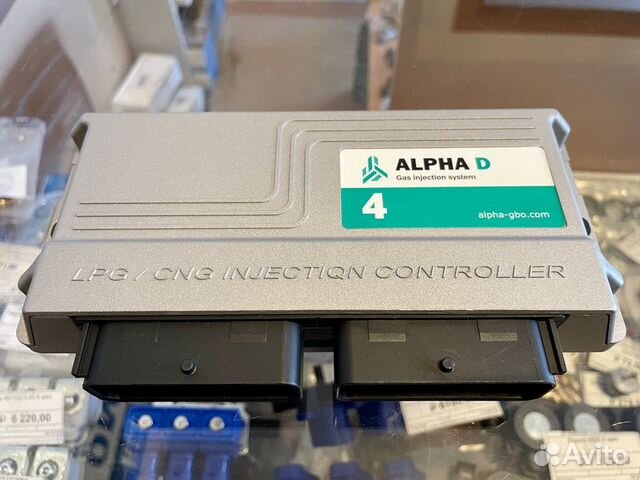 ALPHA D
Gas injection system
4
alpha-gbo.com
LPG / CNG INJECTION CONTROLLER
₽ 6 220,00
Avito